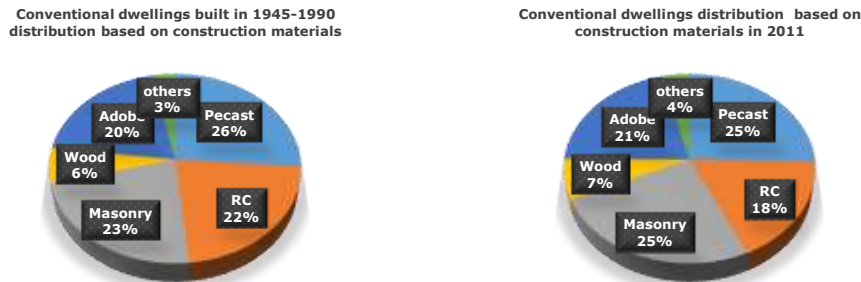 Conventional dwellings built in 1945-1990
distribution based on construction materials
others
3%
Pecast
26%
Adobe
20%
Wood
6%
RC
22%
Masonry
23%
Conventional dwellings distribution based on
construction materials in 2011
others
4%
Pecast
25%
Adobe
21%
Wood
7%
RC
18%
Masonry
25%